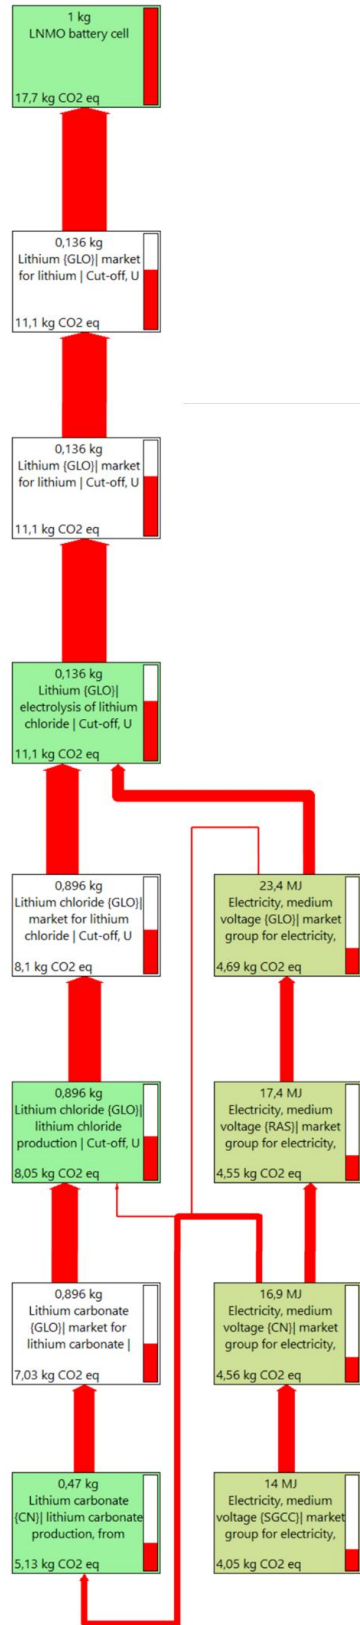 1 kg
LNMO battery cell
17,7 kg CO2 eq
0,136 kg
Lithium {GLO}| market
for lithium | Cut-off, U
11,1 kg CO2 eq
0,136 kg
Lithium {GLO}| market
for lithium | Cut-off, U
11,1 kg CO2 eq
0,136 kg
Lithium {GLO}|
electrolysis of lithium
chloride | Cut-off, U
11,1 kg CO2 eq
0,896 kg
Lithium chloride {GLO}|
market for lithium
chloride | Cut-off, U
8,1 kg CO2 eq
23,4 MJ
Electricity, medium
voltage {GLO}| market
group for electricity,
4,69 kg CO2 eq
0,896 kg
Lithium chloride {GLO}|
lithium chloride
production | Cut-off, U
8,05 kg CO2 eq
17,4 MJ
Electricity, medium
voltage {RAS}| market
group for electricity,
4,55 kg CO2 eq
0,896 kg
Lithium carbonate
{GLO}| market for
lithium carbonate |
7,03 kg CO2 eq
16,9 MJ
Electricity, medium
voltage {CN}| market
group for electricity,
4,56 kg CO2 eq
0,47 kg
Lithium carbonate
{CN}| lithium carbonate
production, from
5,13 kg CO2 eq
14 MJ
Electricity, medium
voltage {SGCC}| market
group for electricity,
4,05 kg CO2 eq